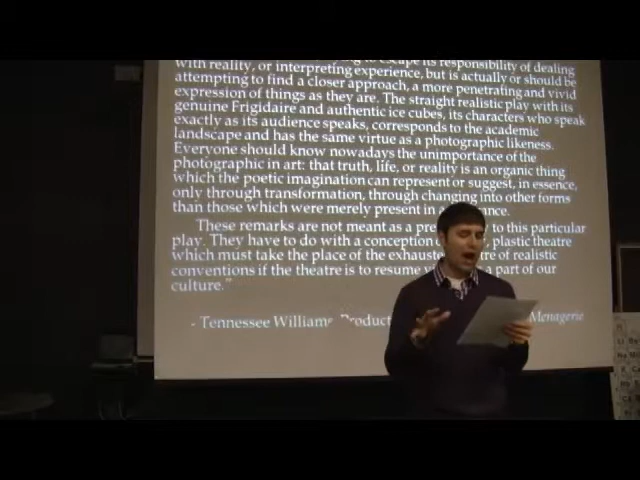 to escape its responsibility of dealing
with reality, or interpreting experience, but is actually or should be
attempting to find a closer approach, a more penetrating and vivid
expression of things as they are. The straight realistic play with its
genuine Frigidaire and authentic ice cubes, its characters who speak
exactly as its audience speaks, corresponds to the academic
landscape and has the same virtue as a photographic likeness.
Everyone should know nowadays the unimportance of the
photographic in art: that truth, life, or reality is an organic thing
which the poetic imagination can represent or suggest, in essence,
only through transformation, through changing into other forms
than those which were merely present in
These remarks are not meant as a to this particular
play. They have to do with a conception plastic theatre
which must take the place of the of realistic
conventions if the theatre is to resume a part of our
culture."
- Tennessee Williams Menagerie